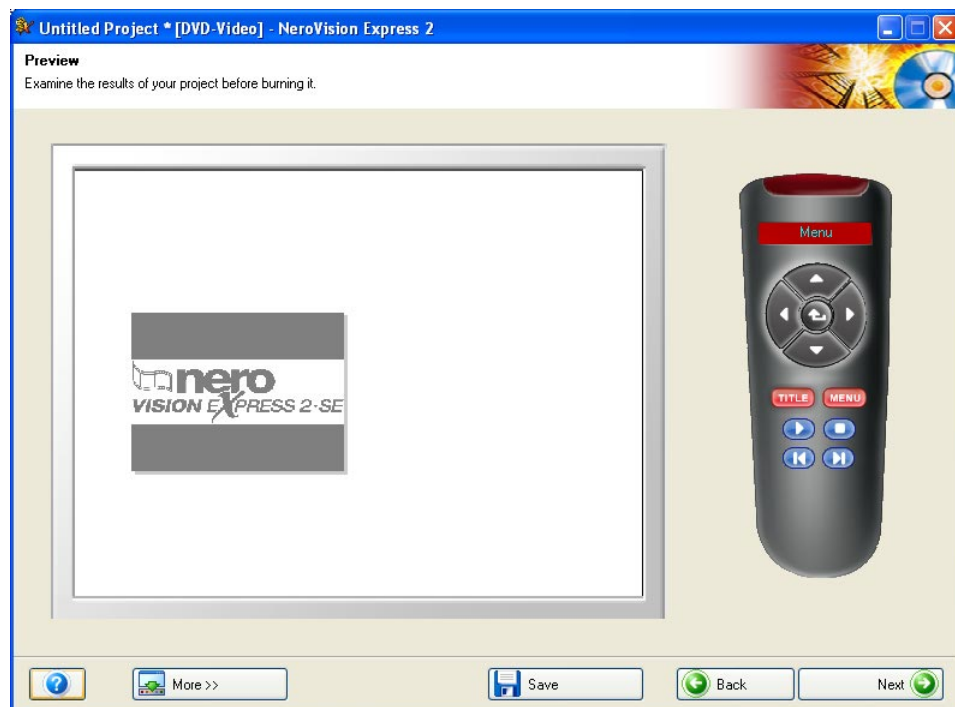 Untitled Project * [DVD-Video] - NeroVision Express 2
Preview
Examine the results of your project before burning it.
Menu
nero
VISION EXPRESS 2-SE
TITLE MENU
More >>
Save
Back
Next